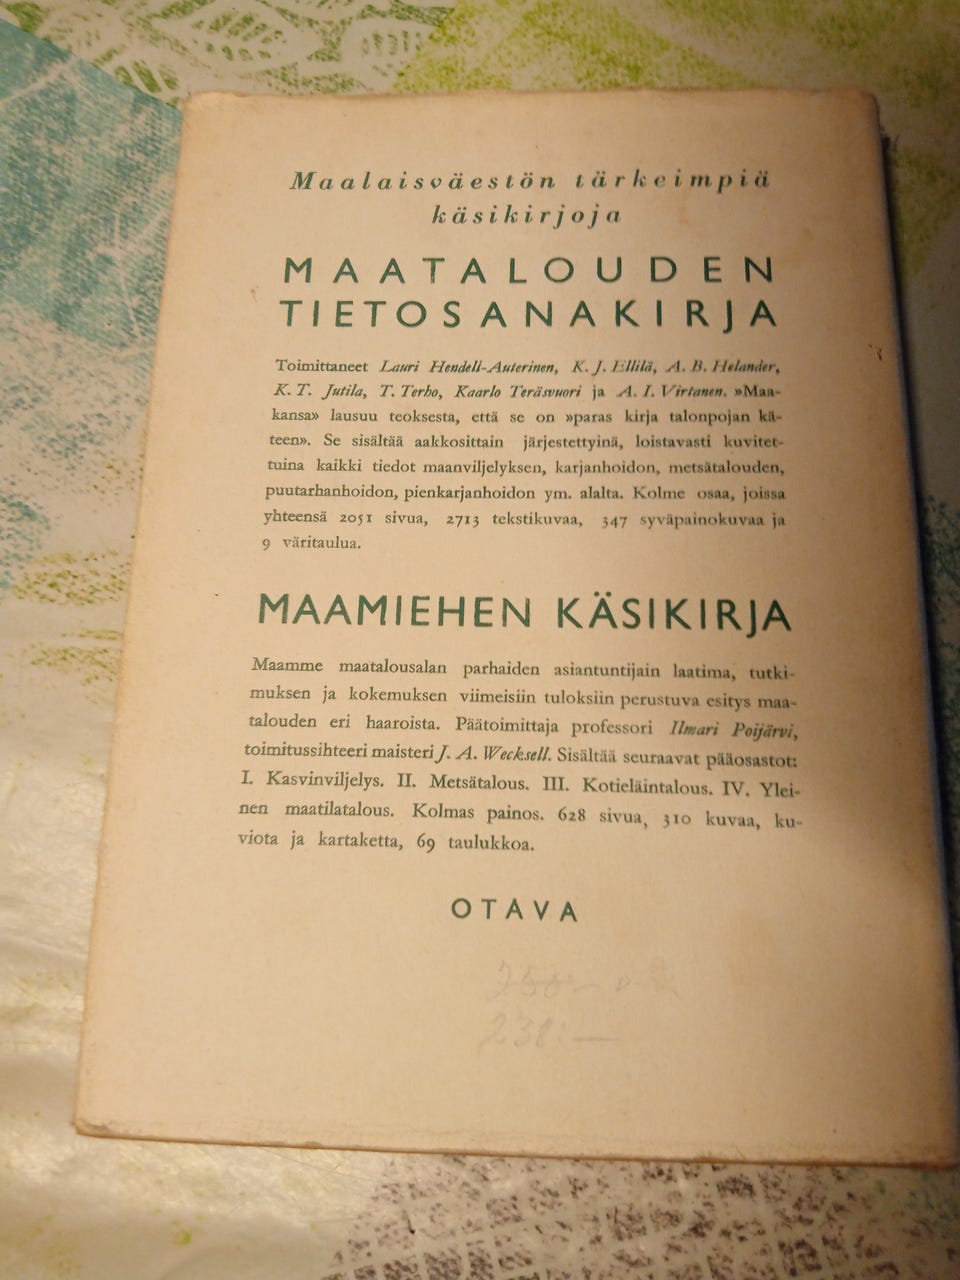 Maalaisväestön tärkeimpiä
käsikirjoja
MAATALOUDEN
TIETOSANAKIRJA
Toimittaneet Lauri Hendell-Auterinen, K. J. Ellilä, A. B. Helander,
K. T. Jutila, T. Terho, Kaarlo Teräsvuori ja A. I. Virtanen. »Maa-
kansa» lausuu teoksesta, että se on »paras kirja talonpojan kä-
teen». Se sisältää aakkosittain järjestettyinä, loistavasti kuvitet-
tuina kaikki tiedot maanviljelyksen, karjanhoidon, metsätalouden,
puutarhanhoidon, pienkarjanhoidon ym. alalta. Kolme osaa, joissa
yhteensä 2051 sivua, 2713 tekstikuvaa, 347 syväpainokuvaa ja
9 väritaulua.
MAAMIEHEN KÄSIKIRJA
Maamme maatalousalan parhaiden asiantuntijain laatima, tutki-
muksen ja kokemuksen viimeisiin tuloksiin perustuva esitys maa-
talouden eri haaroista. Päätoimittaja professori Ilmari Poijärvi,
toimitussihteeri maisteri J. A. Wecksell. Sisältää seuraavat pääosastot:
I. Kasvinviljelys. II. Metsätalous. III. Kotieläintalous. IV. Ylei-
nen maatilatalous. Kolmas painos. 628 sivua, 310 kuvaa, ku-
viota ja kartaketta, 69 taulukkoa.
OTAVA
238:—